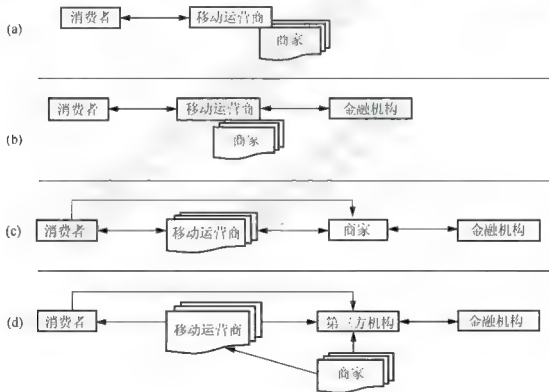 (a)
消费者
移动运营商
商家
(b)
消费者
移动运营商
金融机构
商家
(c)
消费者
移动运营商
商家
金融机构
(d)
消费者
移动运营商
第三方机构
金融机构
商家